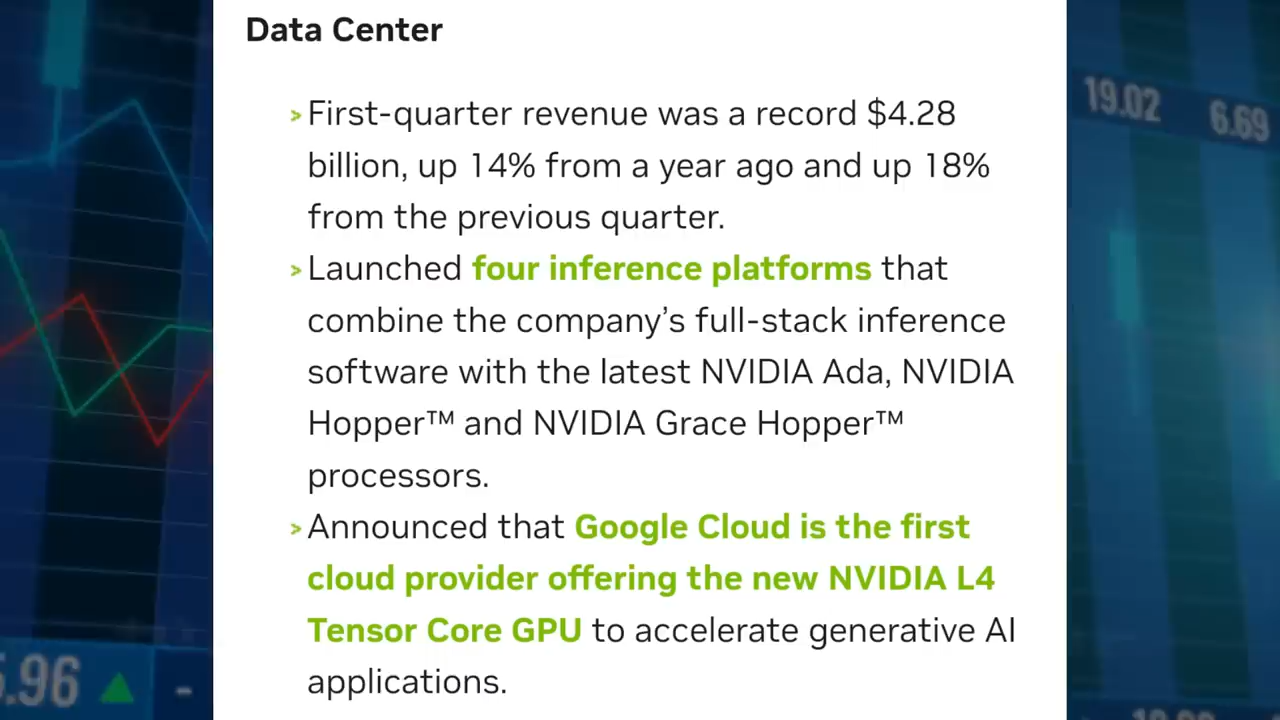 Data Center
> First-quarter revenue was a record $4.28
billion, up 14% from a year ago and up 18%
from the previous quarter.
> Launched four inference platforms that
combine the company’s full-stack inference
software with the latest NVIDIA Ada, NVIDIA
Hopper™ and NVIDIA Grace Hopper™
processors.
> Announced that Google Cloud is the first
cloud provider offering the new NVIDIA L4
Tensor Core GPU to accelerate generative AI
applications.
19.02 6.69
5.96 ▲ -